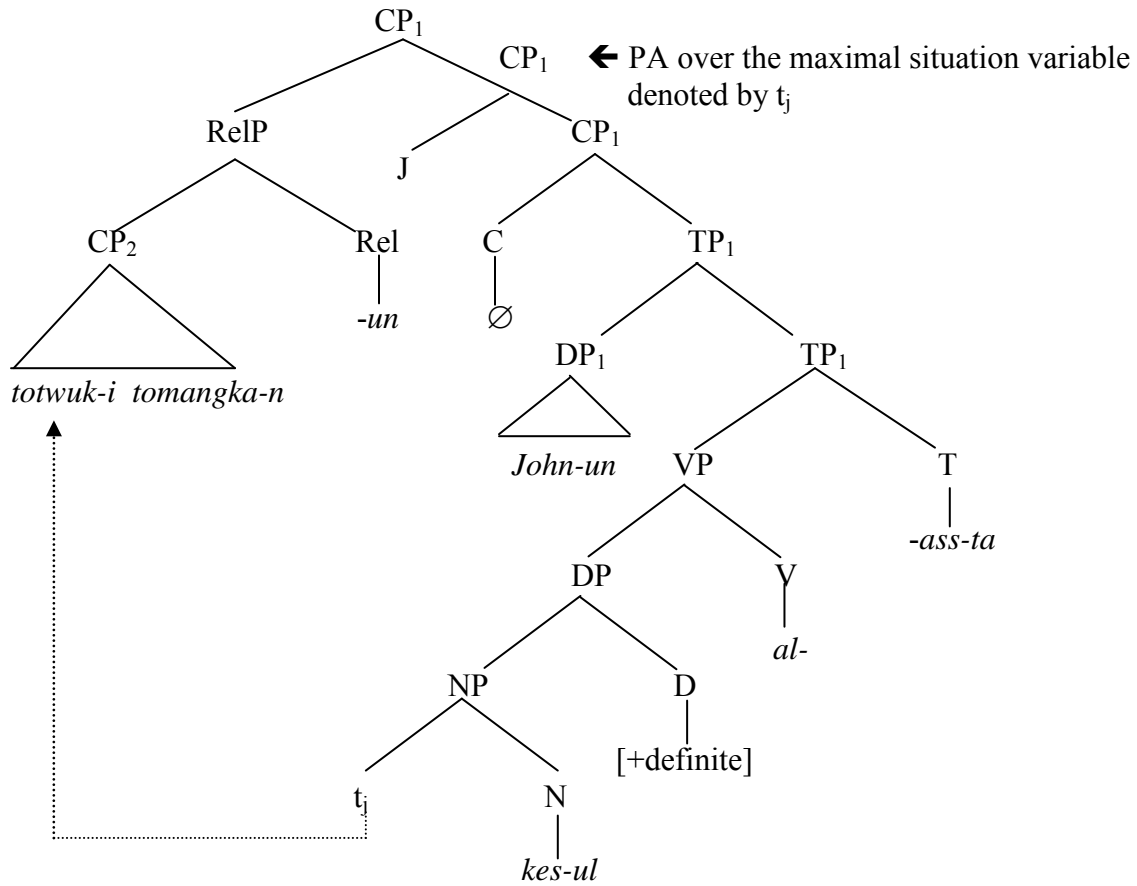 CP₁
CP₁ 🡸 PA over the maximal situation variable
denoted by tⱼ
RelP J CP₁
CP₂ Rel C TP₁
-un ∅
DP₁ TP₁
totwuk-i tomangka-n
John-un VP T
-ass-ta
DP V
al-
NP D
[+definite]
tⱼ N
kes-ul